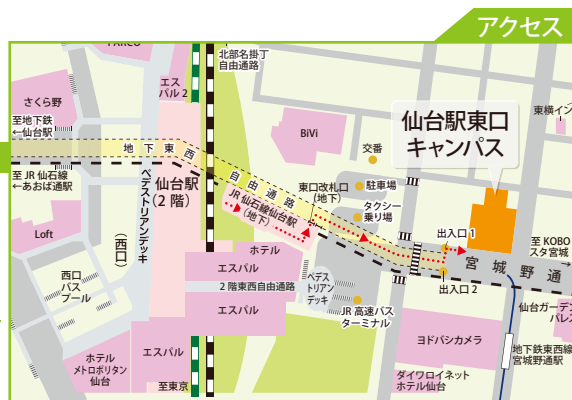 アクセス
PARCO
北部名掛丁
自由通路
エス
パル 2
さくら野
至地下鉄
←仙台駅
東横イン
BiVi
交番
仙台駅東口
キャンパス
地下東西自由通路
至 JR 仙石線
←あおば通駅
ペデストリアンデッキ
仙台駅
(2 階)
JR 仙石線仙台駅
(地下)
東口改札口
(地下)
駐車場
タクシー
乗り場
出入口 1
至 KOBO
スタ宮城
→
宮城野通
Loft
(西口)
ホテル
エスパル
2 階東西自由通路
エスパル
ペデス
トリアン
デッキ
出入口 2
西口
バス
プール
JR 高速バス
ターミナル
仙台ガーデン
パレス
ヨドバシカメラ
地下鉄東西線
宮城野通駅
ホテル
メトロポリタン
仙台
エスパル
至東京
ダイワロイネット
ホテル仙台